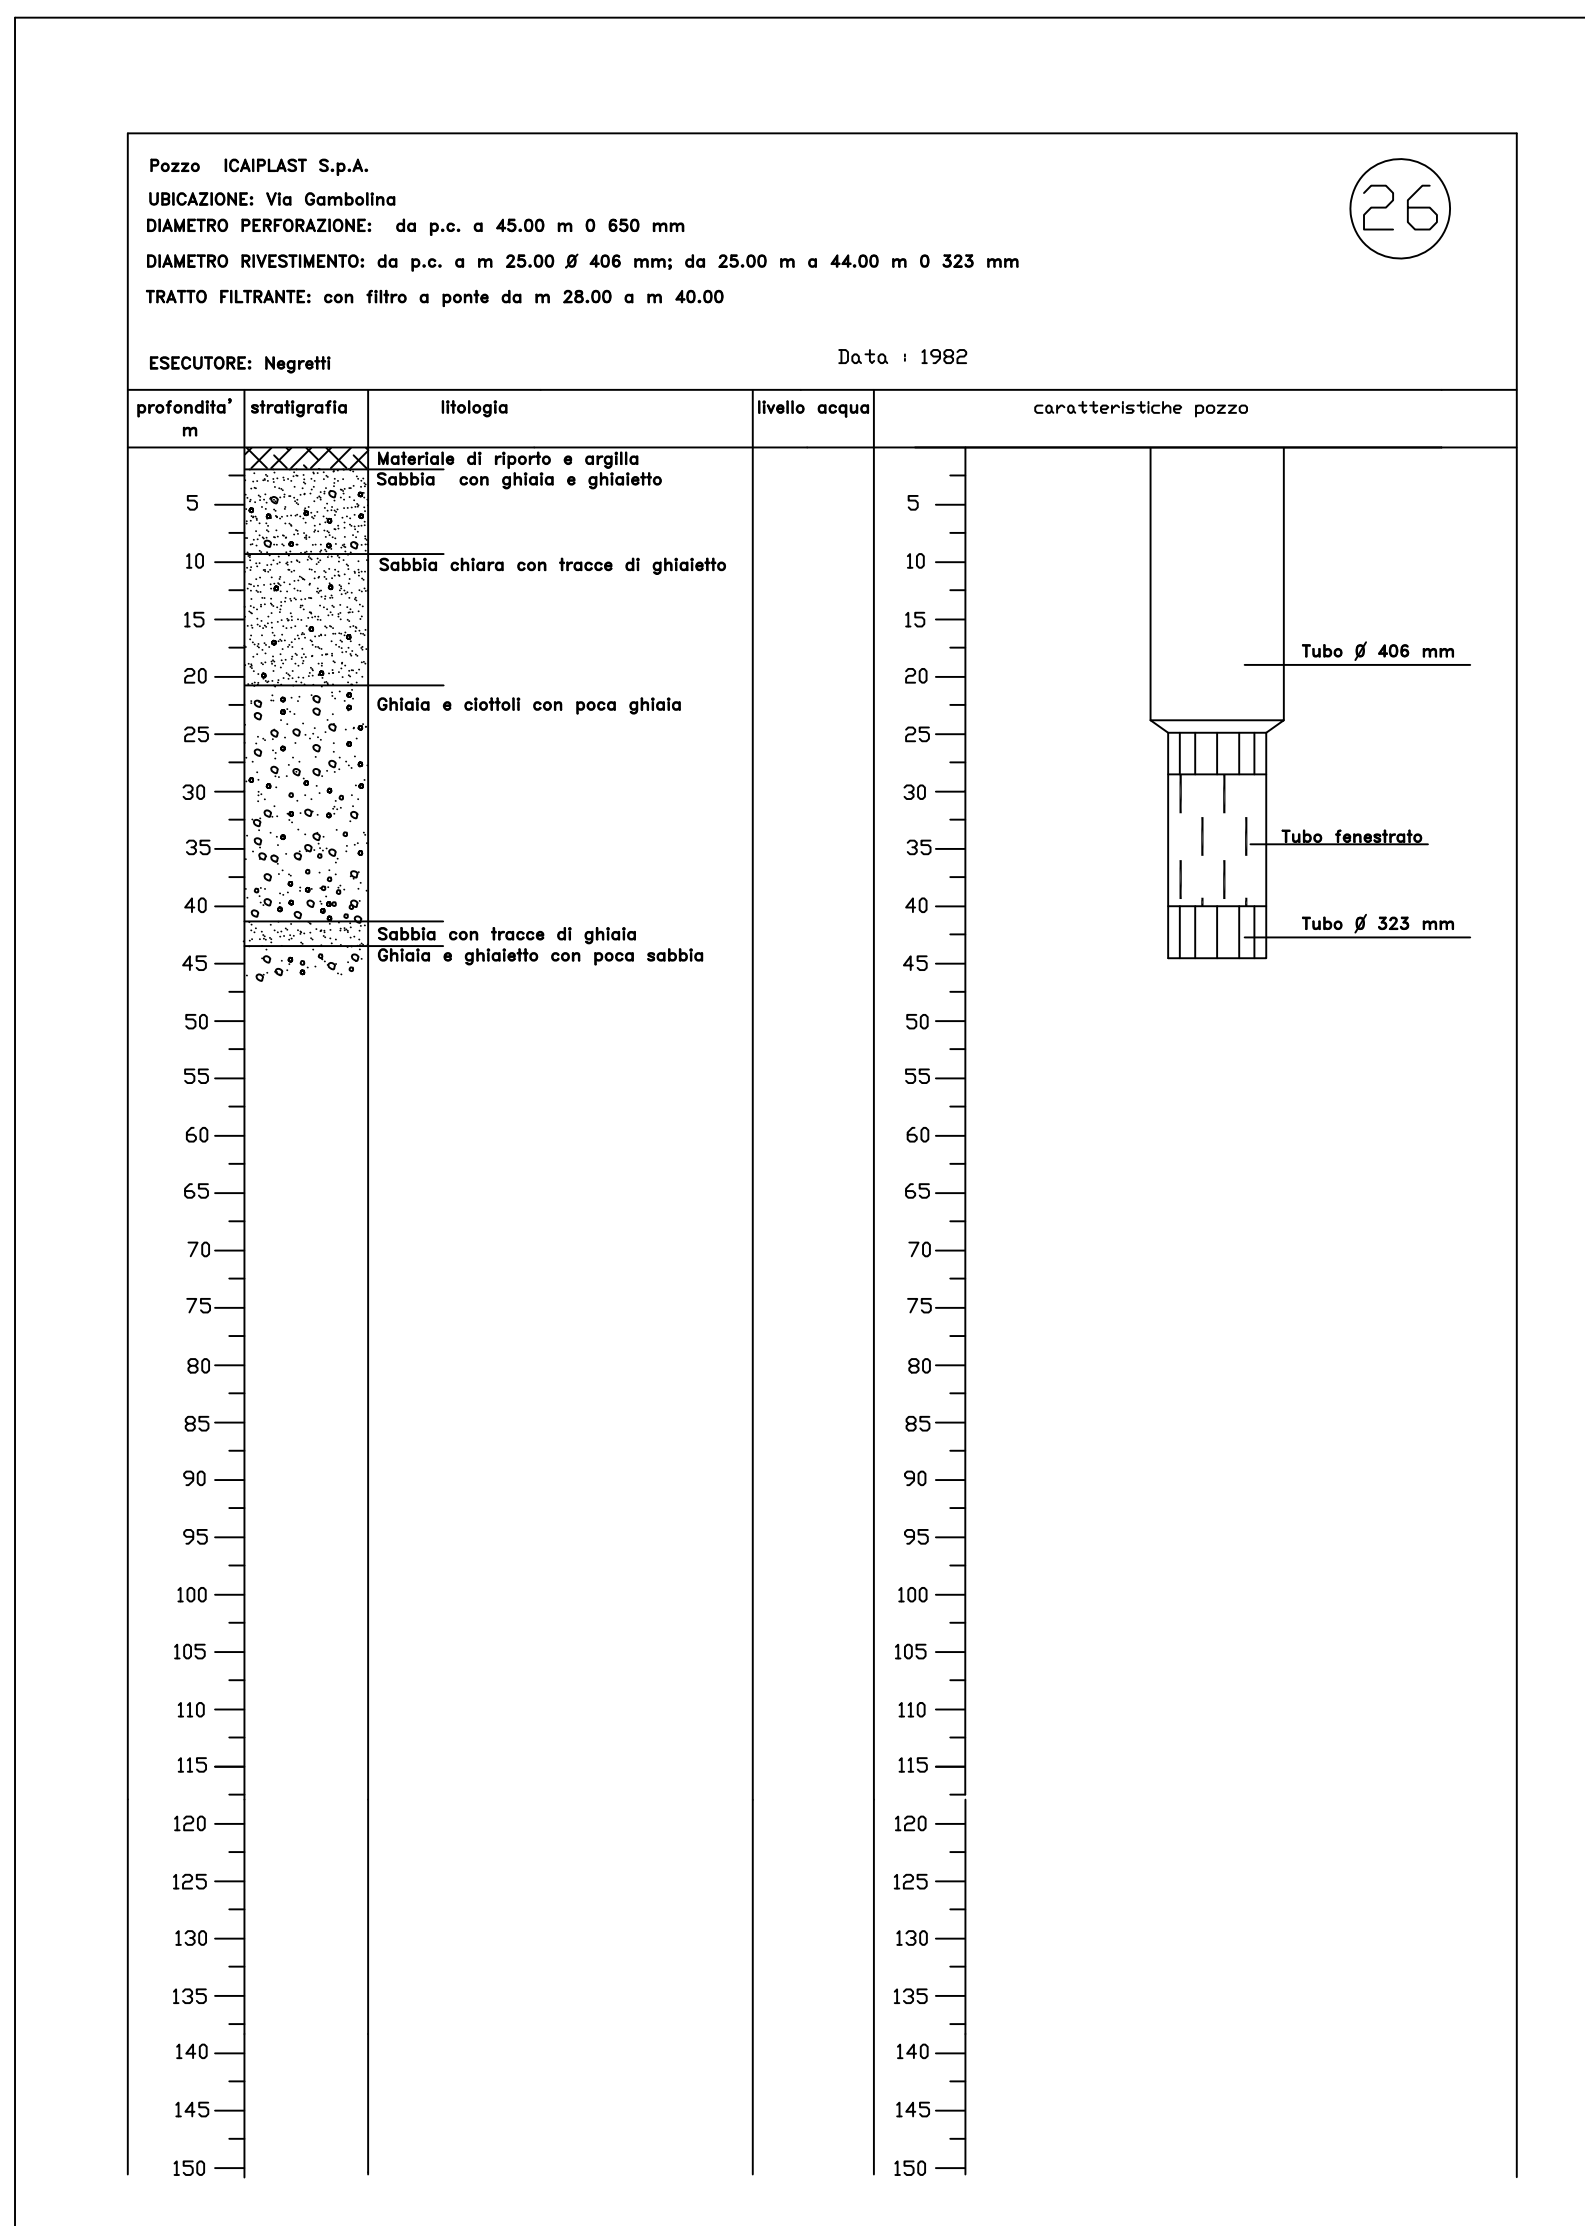 Pozzo ICAIPLAST S.p.A.
26
UBICAZIONE: Via Gambolina
DIAMETRO PERFORAZIONE: da p.c. a 45.00 m 0 650 mm
DIAMETRO RIVESTIMENTO: da p.c. a m 25.00 Ø 406 mm; da 25.00 m a 44.00 m 0 323 mm
TRATTO FILTRANTE: con filtro a ponte da m 28.00 a m 40.00
ESECUTORE: Negretti Data : 1982
profondita' m stratigrafia litologia livello acqua caratteristiche pozzo
Materiale di riporto e argilla
Sabbia con ghiaia e ghiaietto
5 5
10 Sabbia chiara con tracce di ghiaietto 10
15 15
Tubo Ø 406 mm
20 20
Ghiaia e ciottoli con poca ghiaia
25 25
30 30
Tubo fenestrato
35 35
40 40
Tubo Ø 323 mm
Sabbia con tracce di ghiaia
Ghiaia e ghiaietto con poca sabbia
45 45
50 50
55 55
60 60
65 65
70 70
75 75
80 80
85 85
90 90
95 95
100 100
105 105
110 110
115 115
120 120
125 125
130 130
135 135
140 140
145 145
150 150